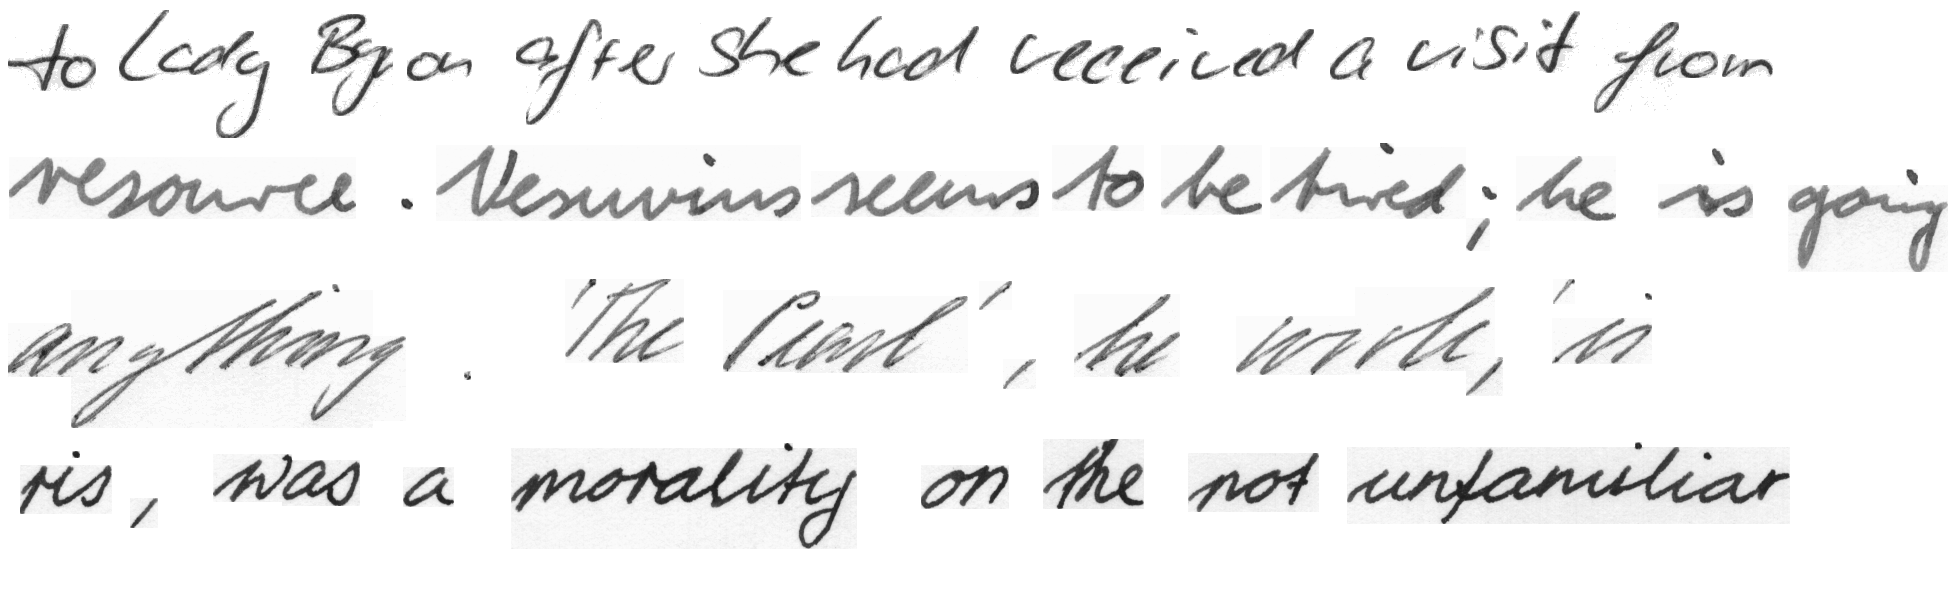 to Lady Byron after she had received a visit from
resource . Vesuvius seems to be tired ; he is going
anything . 'The Pearl' , he wrote , 'is
ris , was a morality on the not unfamiliar